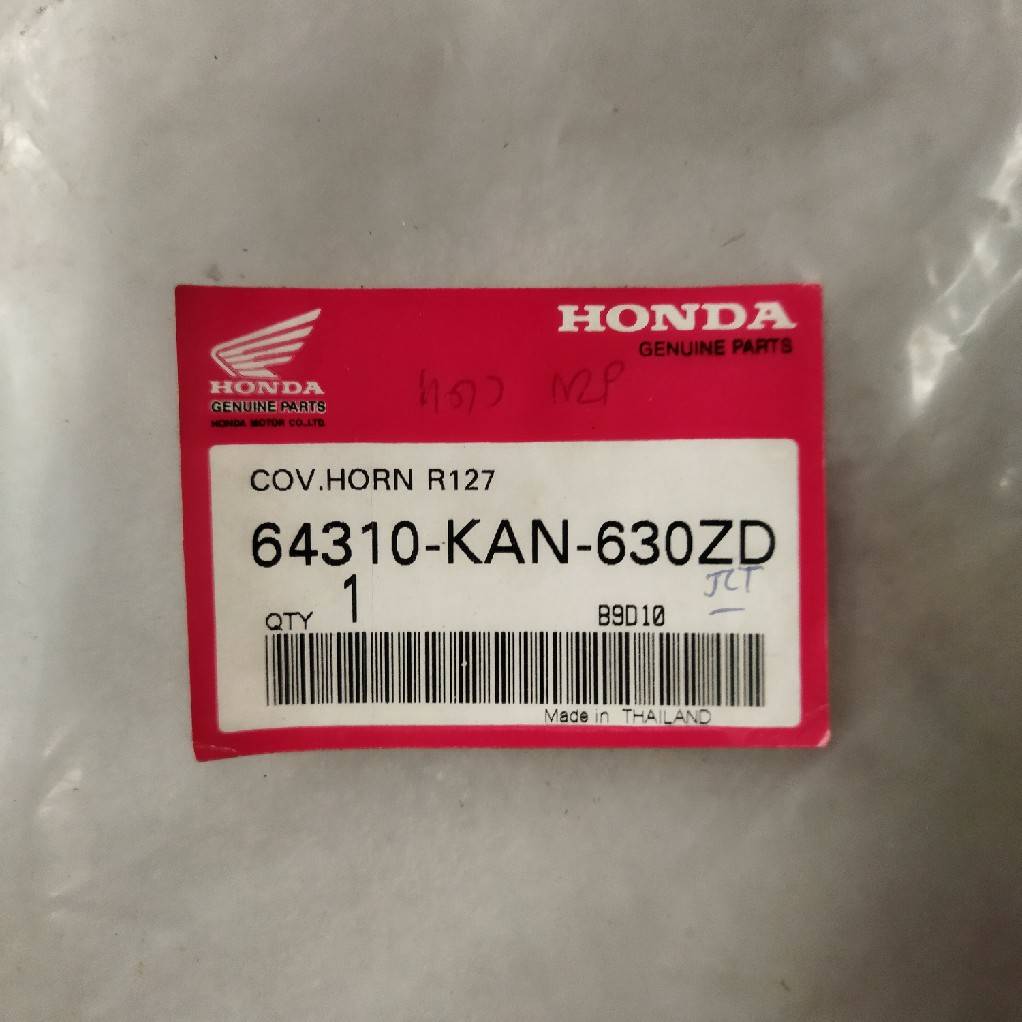 HONDA
GENUINE PARTS
HONDA
GENUINE PARTS
HONDA MOTOR CO.,LTD.
COV.HORN R127
64310-KAN-630ZD
JCT
QTY 1 B9D10
Made in THAILAND